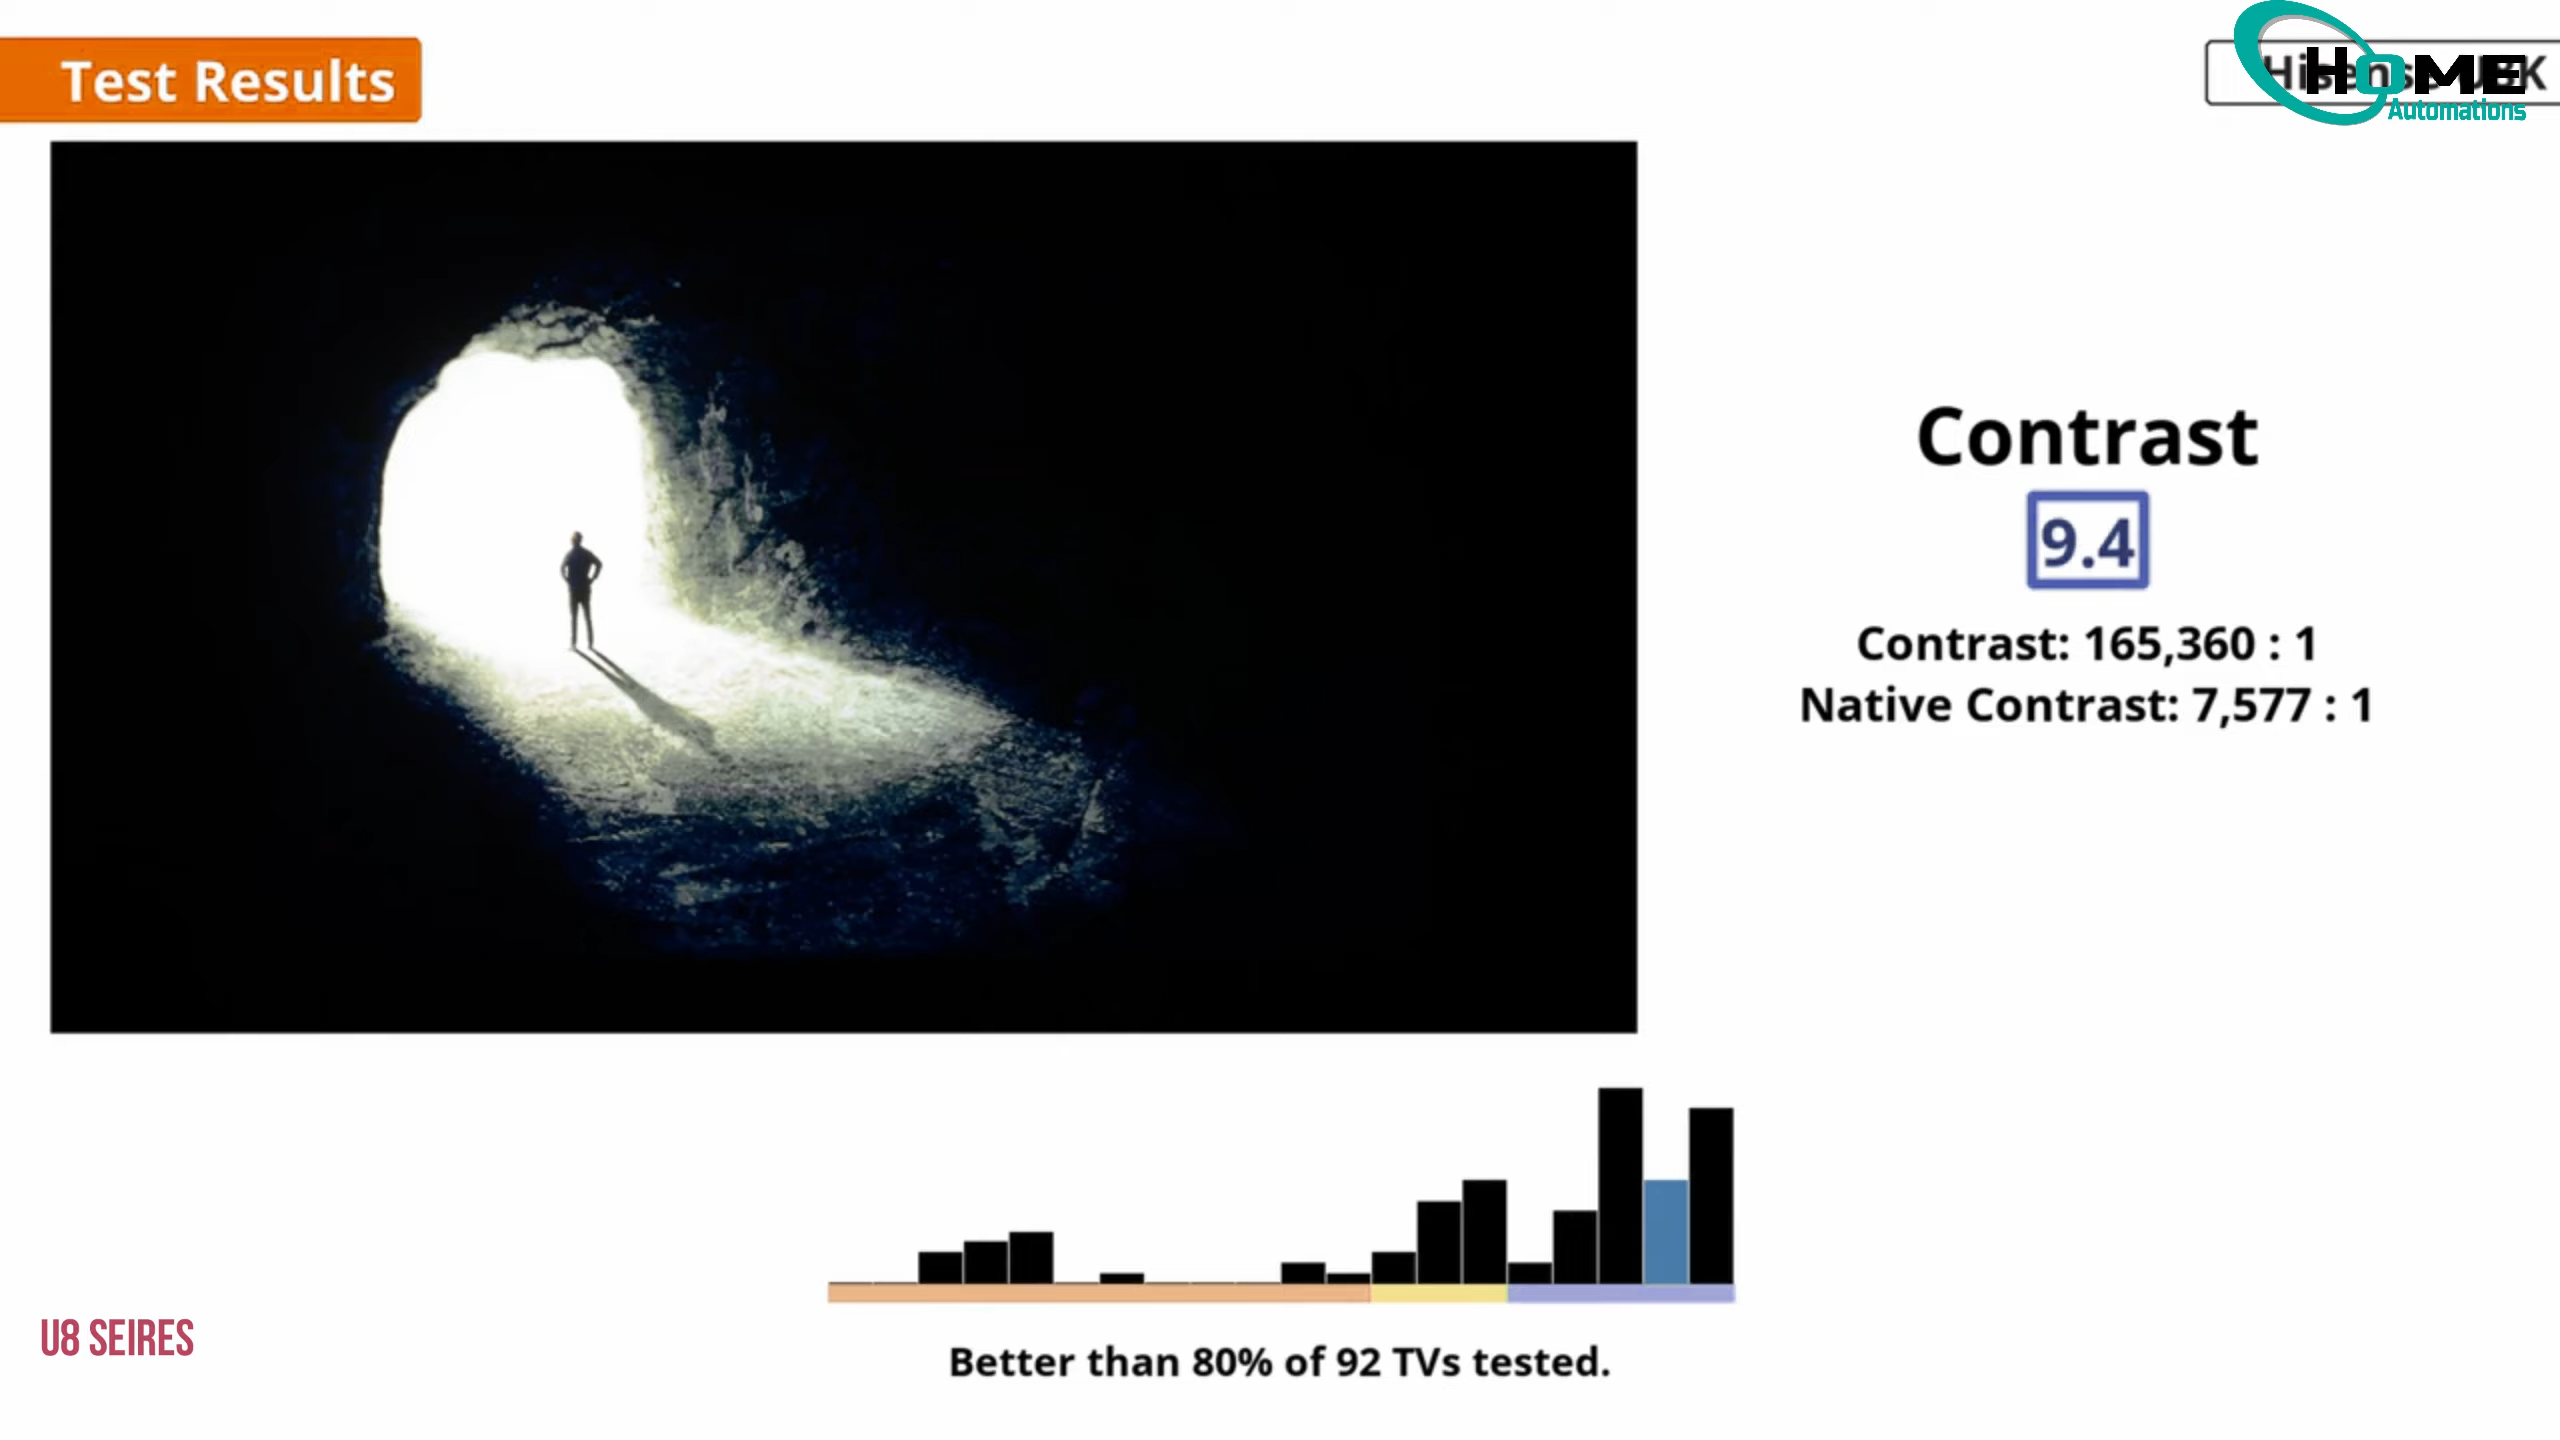 Test Results
HOME
Automations
Contrast
9.4
Contrast: 165,360 : 1
Native Contrast: 7,577 : 1
U8 SEIRES
Better than 80% of 92 TVs tested.